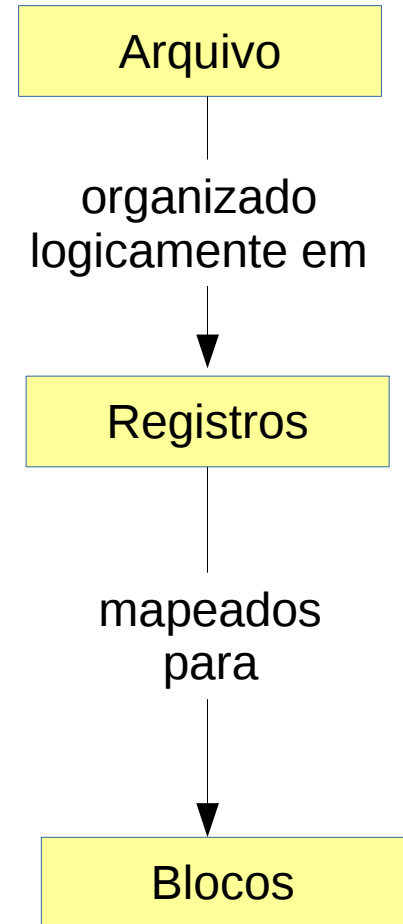 Arquivo
organizado
logicamente em
Registros
mapeados
para
Blocos